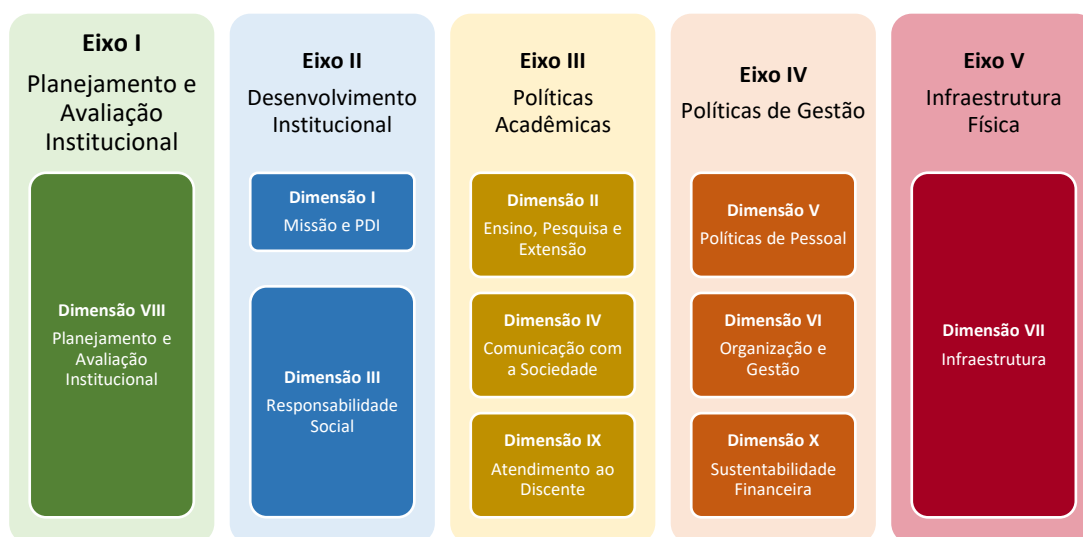 Eixo I
Planejamento e
Avaliação
Institucional
Dimensão VIII
Planejamento e
Avaliação
Institucional
Eixo II
Desenvolvimento
Institucional
Dimensão I
Missão e PDI
Dimensão III
Responsabilidade
Social
Eixo III
Políticas
Acadêmicas
Dimensão II
Ensino, Pesquisa e
Extensão
Dimensão IV
Comunicação com
a Sociedade
Dimensão IX
Atendimento ao
Discente
Eixo IV
Políticas de Gestão
Dimensão V
Políticas de Pessoal
Dimensão VI
Organização e
Gestão
Dimensão X
Sustentabilidade
Financeira
Eixo V
Infraestrutura
Física
Dimensão VII
Infraestrutura